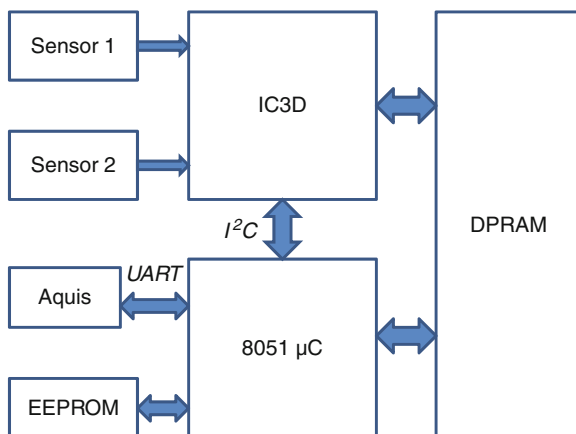 Sensor 1
IC3D
Sensor 2
DPRAM
I²C
UART
Aquis
8051 µC
EEPROM